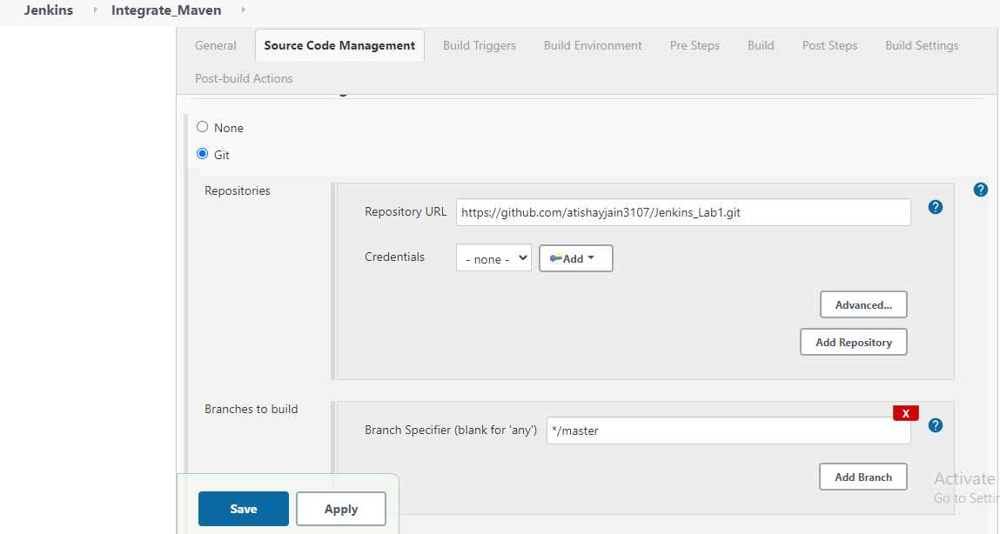 Jenkins Integrate_Maven
General Source Code Management Build Triggers Build Environment Pre Steps Build Post Steps Build Settings
Post-build Actions
None
Git
Repositories
Repository URL https://github.com/atishayjain3107/Jenkins_Lab1.git
Credentials - none - Add
Advanced...
Add Repository
Branches to build
X
Branch Specifier (blank for 'any') */master
Add Branch
Activate
Go to Settin
Save Apply